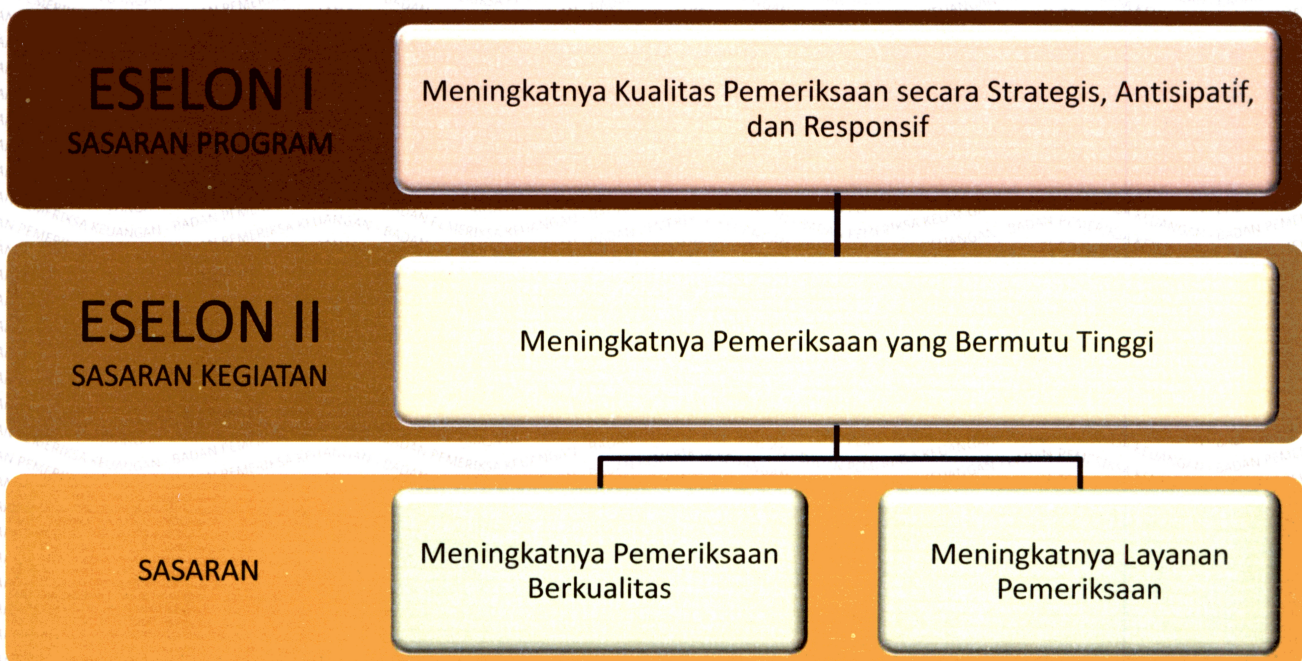 ESELON I
SASARAN PROGRAM
Meningkatnya Kualitas Pemeriksaan secara Strategis, Antisipatif,
dan Responsif
ESELON II
SASARAN KEGIATAN
Meningkatnya Pemeriksaan yang Bermutu Tinggi
SASARAN
Meningkatnya Pemeriksaan
Berkualitas
Meningkatnya Layanan
Pemeriksaan